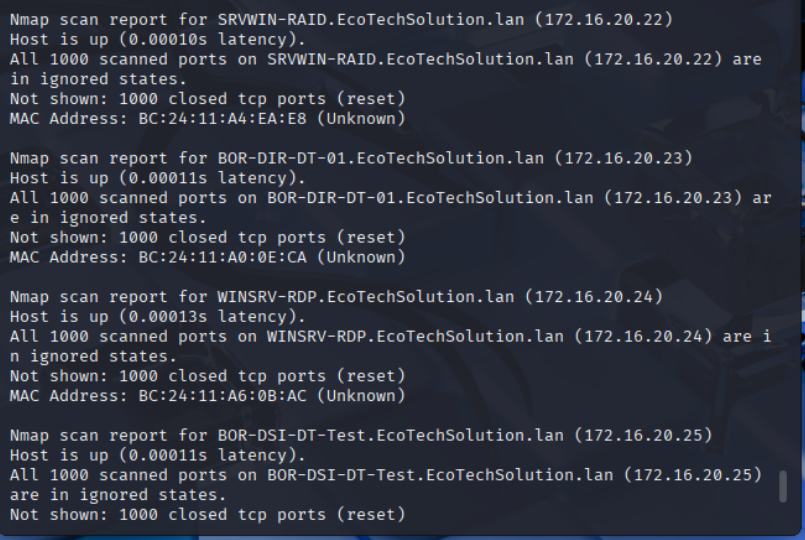 Nmap scan report for SRVWIN-RAID.EcoTechSolution.lan (172.16.20.22)
Host is up (0.00010s latency).
All 1000 scanned ports on SRVWIN-RAID.EcoTechSolution.lan (172.16.20.22) are
in ignored states.
Not shown: 1000 closed tcp ports (reset)
MAC Address: BC:24:11:A4:EA:E8 (Unknown)

Nmap scan report for BOR-DIR-DT-01.EcoTechSolution.lan (172.16.20.23)
Host is up (0.00011s latency).
All 1000 scanned ports on BOR-DIR-DT-01.EcoTechSolution.lan (172.16.20.23) ar
e in ignored states.
Not shown: 1000 closed tcp ports (reset)
MAC Address: BC:24:11:A0:0E:CA (Unknown)

Nmap scan report for WINSRV-RDP.EcoTechSolution.lan (172.16.20.24)
Host is up (0.00013s latency).
All 1000 scanned ports on WINSRV-RDP.EcoTechSolution.lan (172.16.20.24) are i
n ignored states.
Not shown: 1000 closed tcp ports (reset)
MAC Address: BC:24:11:A6:0B:AC (Unknown)

Nmap scan report for BOR-DSI-DT-Test.EcoTechSolution.lan (172.16.20.25)
Host is up (0.00011s latency).
All 1000 scanned ports on BOR-DSI-DT-Test.EcoTechSolution.lan (172.16.20.25)
are in ignored states.
Not shown: 1000 closed tcp ports (reset)